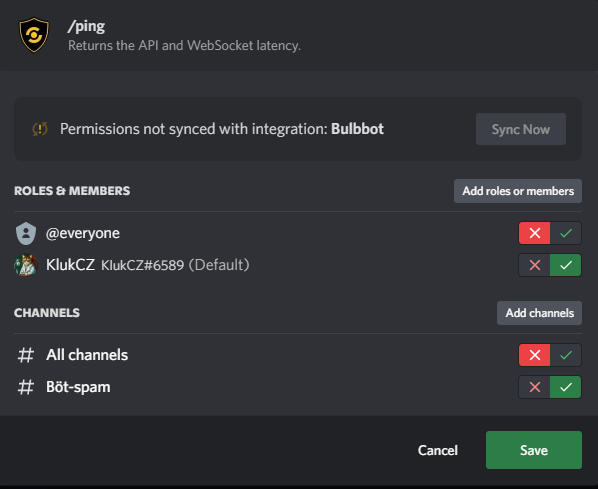 /ping
Returns the API and WebSocket latency.
Permissions not synced with integration: Bulbbot
Sync Now
ROLES & MEMBERS
Add roles or members
@everyone
KlukCZ KlukCZ#6589 (Default)
CHANNELS
Add channels
# All channels
# Böt-spam
Cancel
Save